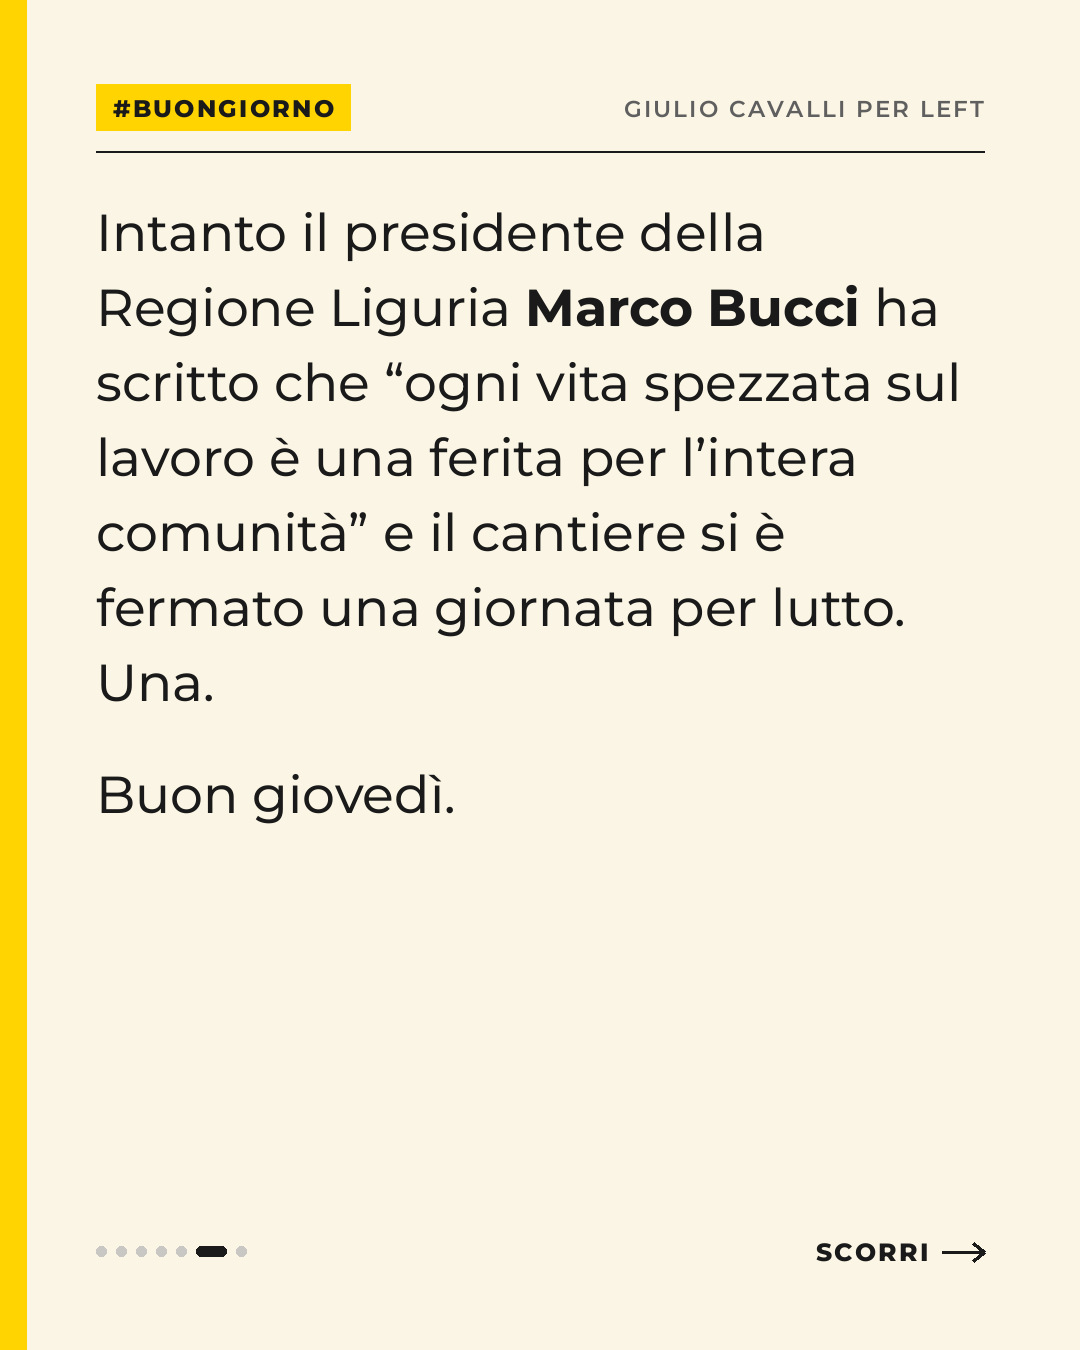 #BUONGIORNO
GIULIO CAVALLI PER LEFT
Intanto il presidente della
Regione Liguria Marco Bucci ha
scritto che “ogni vita spezzata sul
lavoro è una ferita per l’intera
comunità” e il cantiere si è
fermato una giornata per lutto.
Una.
Buon giovedì.
SCORRI